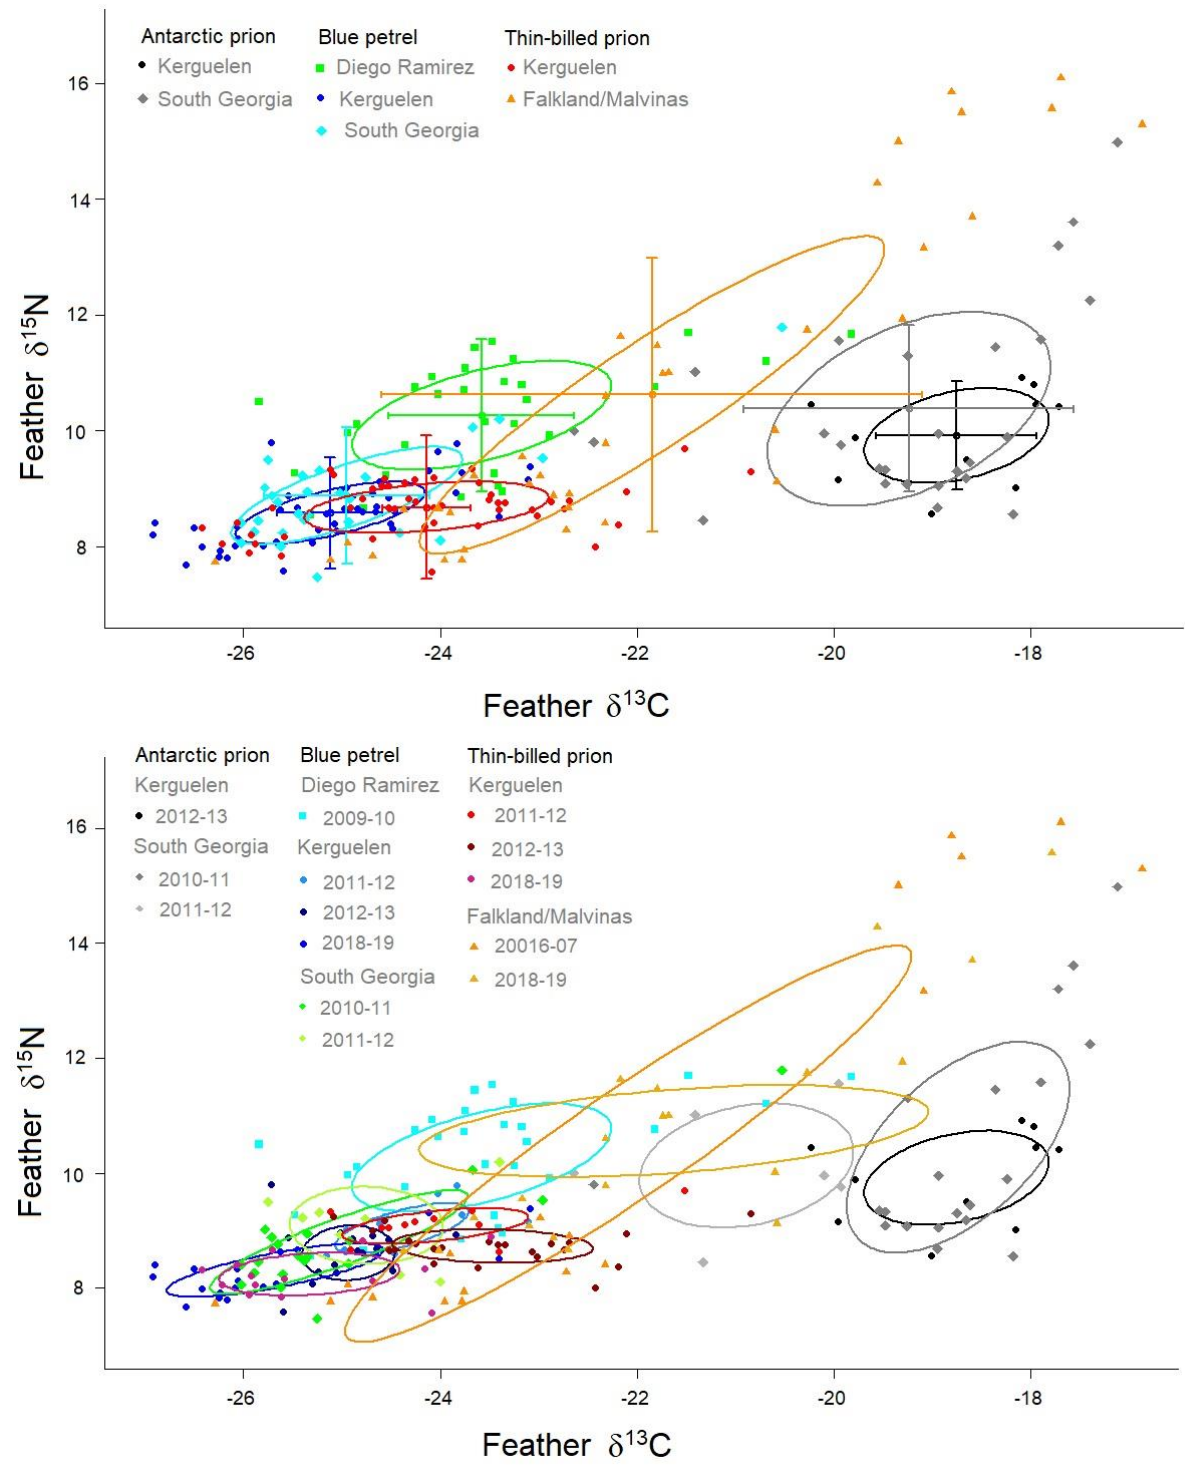 Antarctic prion Blue petrel Thin-billed prion
Kerguelen Diego Ramirez Kerguelen
South Georgia Kerguelen Falkland/Malvinas
South Georgia
16
14
12
10
8
Feather δ15N
-26 -24 -22 -20 -18
Feather δ13C
Antarctic prion Blue petrel Thin-billed prion
Kerguelen Diego Ramirez Kerguelen
2012-13 2009-10 2011-12
South Georgia Kerguelen 2012-13
2010-11 2011-12 2018-19
2011-12 2012-13 Falkland/Malvinas
2018-19 20016-07
South Georgia 2018-19
2010-11
2011-12
16
14
12
10
8
Feather δ15N
-26 -24 -22 -20 -18
Feather δ13C